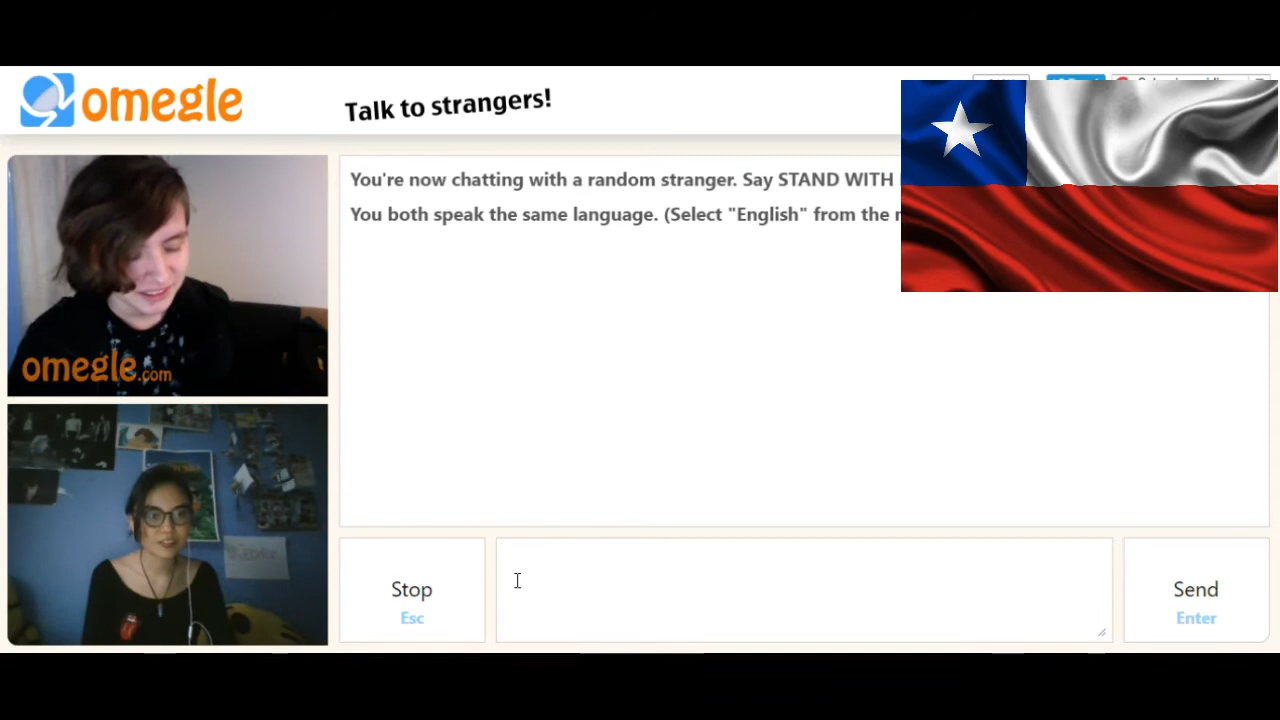 omegle
Talk to strangers!
You're now chatting with a random stranger. Say STAND WITH
You both speak the same language. (Select "English" from the
omegle.com
Stop
Esc
Send
Enter